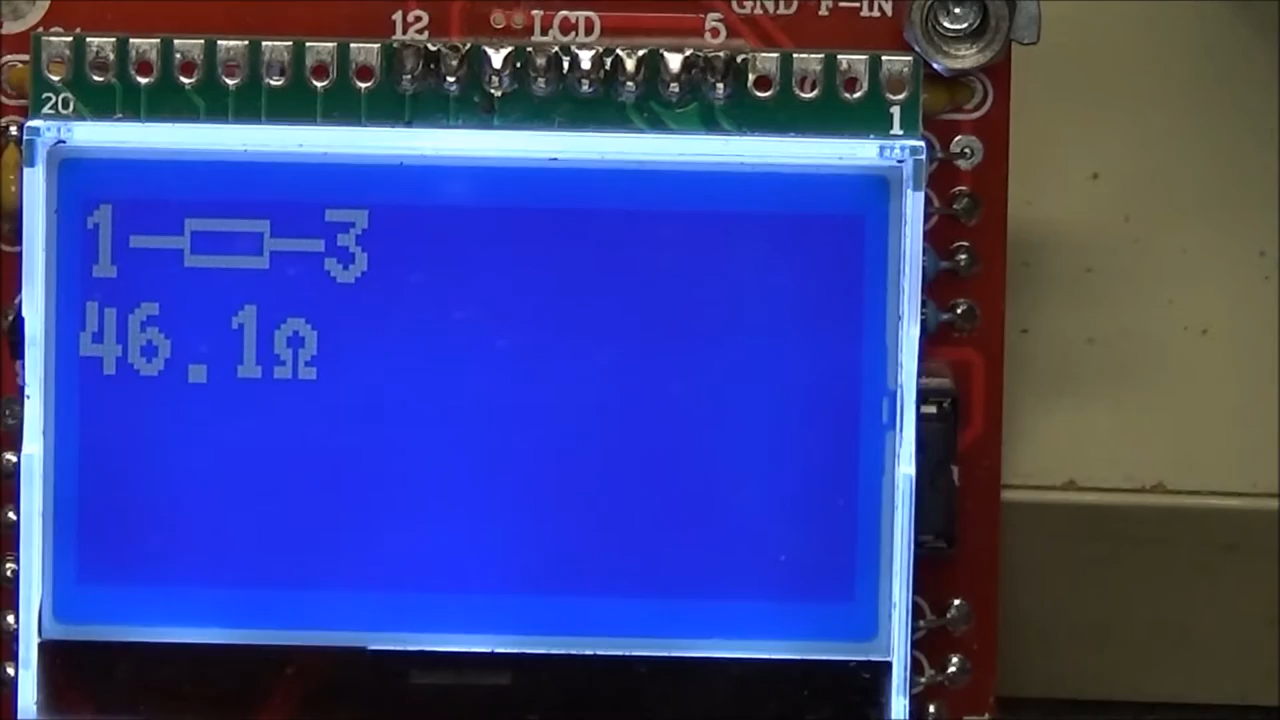 GND F-IN
12 LCD 5
20 1
1 3
46.1Ω